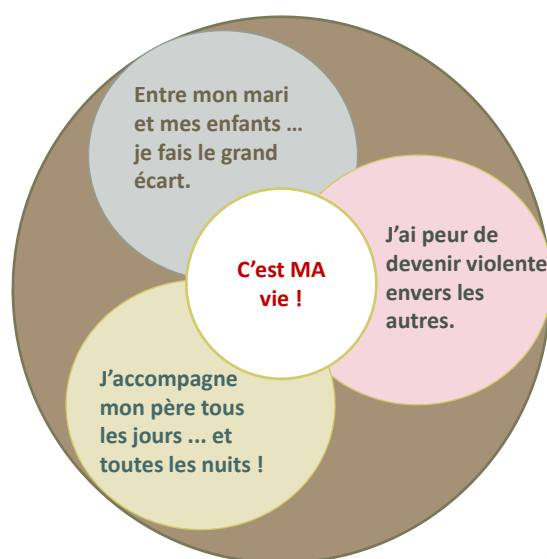 Entre mon mari
et mes enfants ...
je fais le grand
écart.
J'ai peur de
devenir violente
envers les
autres.
C'est MA
vie !
J'accompagne
mon père tous
les jours ... et
toutes les nuits !